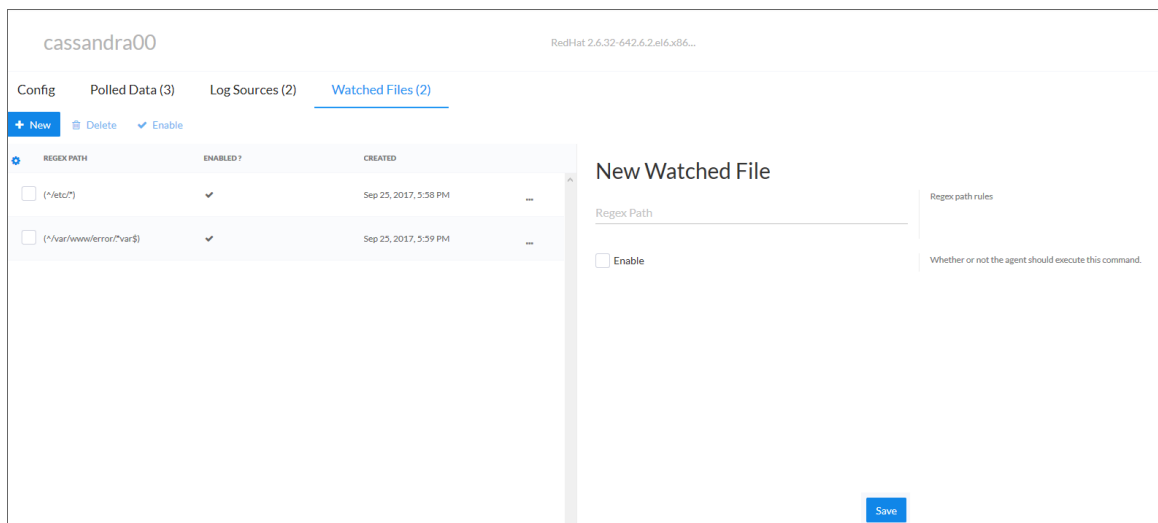 cassandra00
RedHat 2.6.32-642.6.2.el6.x86...
Config Polled Data (3) Log Sources (2) Watched Files (2)
+ New Delete Enable
REGEX PATH ENABLED ? CREATED
(^/etc/.*) Sep 25, 2017, 5:58 PM ...
(^/var/www/error/.*var$) Sep 25, 2017, 5:59 PM ...
New Watched File
Regex Path
Regex path rules
Enable
Whether or not the agent should execute this command.
Save